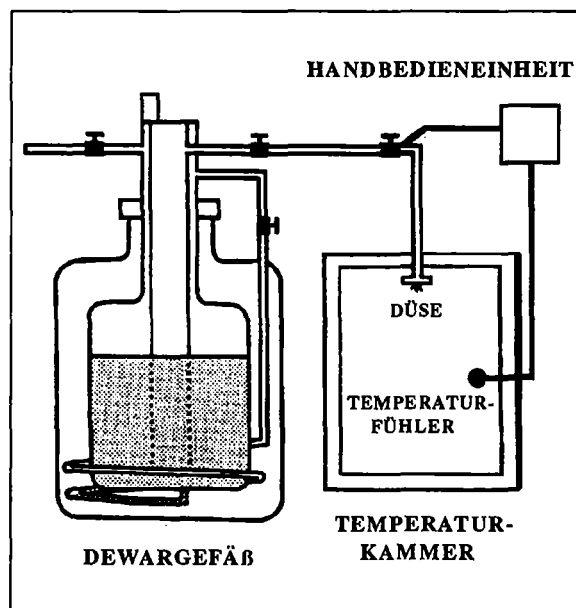 HANDBEDIENEINHEIT
DÜSE
TEMPERATUR-
FÜHLER
DEWARGEFÄß
TEMPERATUR-
KAMMER